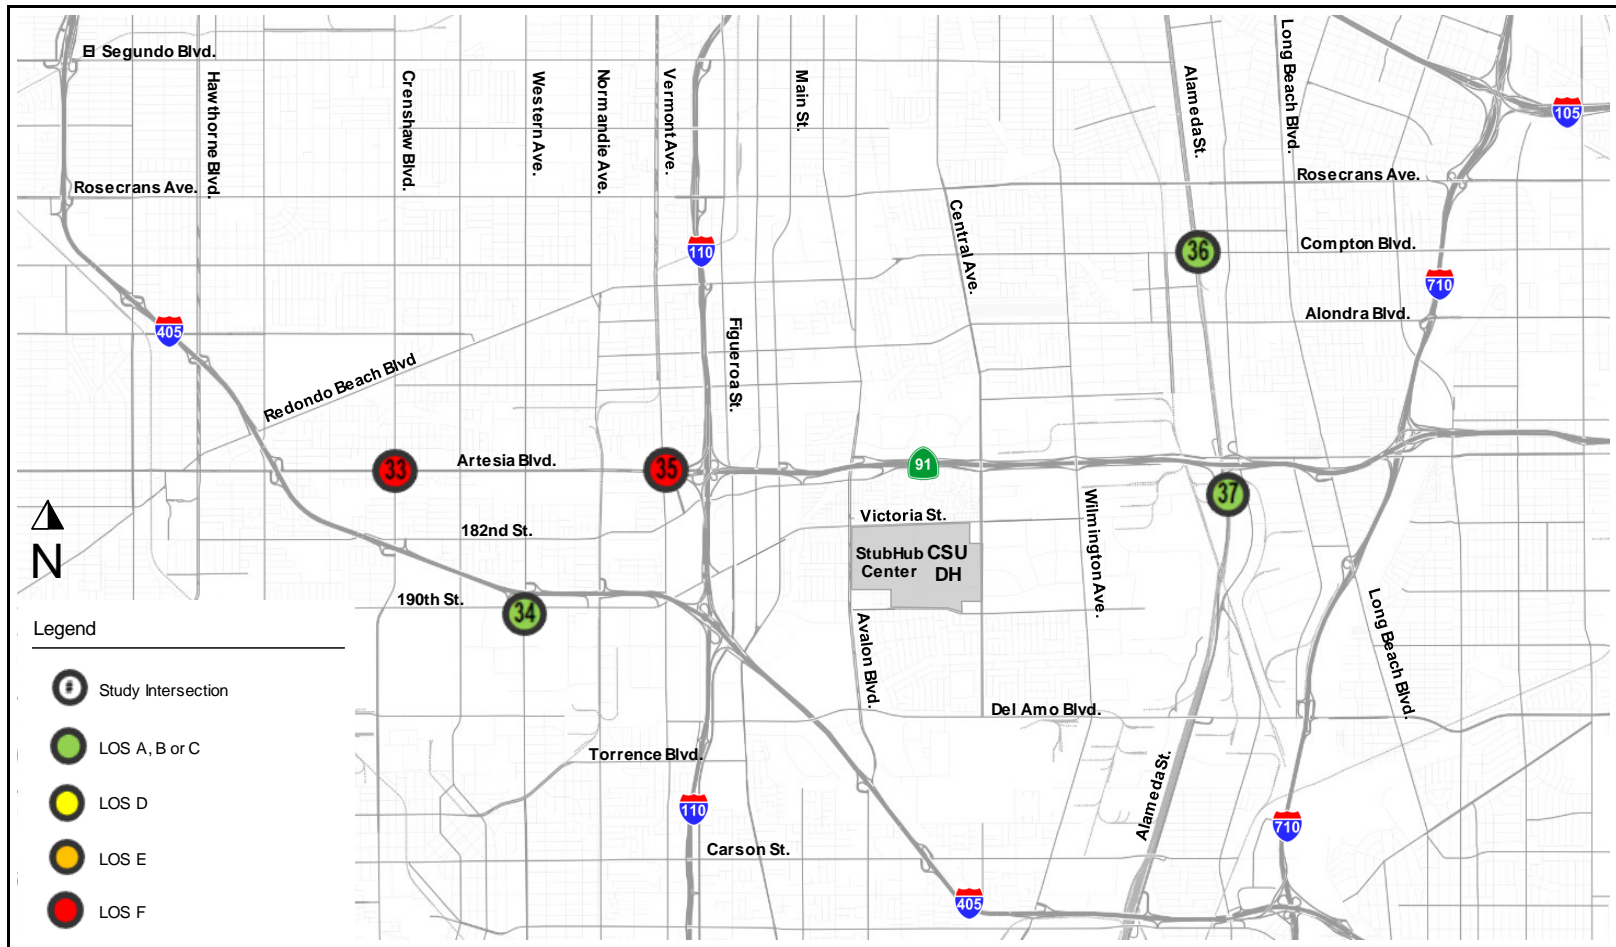 El Segundo Blvd.
Hawthorne Blvd.
Crenshaw Blvd.
Western Ave.
Normandie Ave.
Vermont Ave.
Main St.
Alameda St.
Long Beach Blvd.
105
Rosecrans Ave.
Rosecrans Ave.
110
Central Ave.
36
Compton Blvd.
710
405
Figueroa St.
Alondra Blvd.
Redondo Beach Blvd
33
Artesia Blvd.
35
91
37
N
182nd St.
Victoria St.
StubHub
Center
CSU
DH
Wilmington Ave.
190th St.
34
Avalon Blvd.
Long Beach Blvd.
Del Amo Blvd.
Torrence Blvd.
Alameda St.
110
710
Carson St.
405
Legend
#
Study Intersection
LOS A, B or C
LOS D
LOS E
LOS F